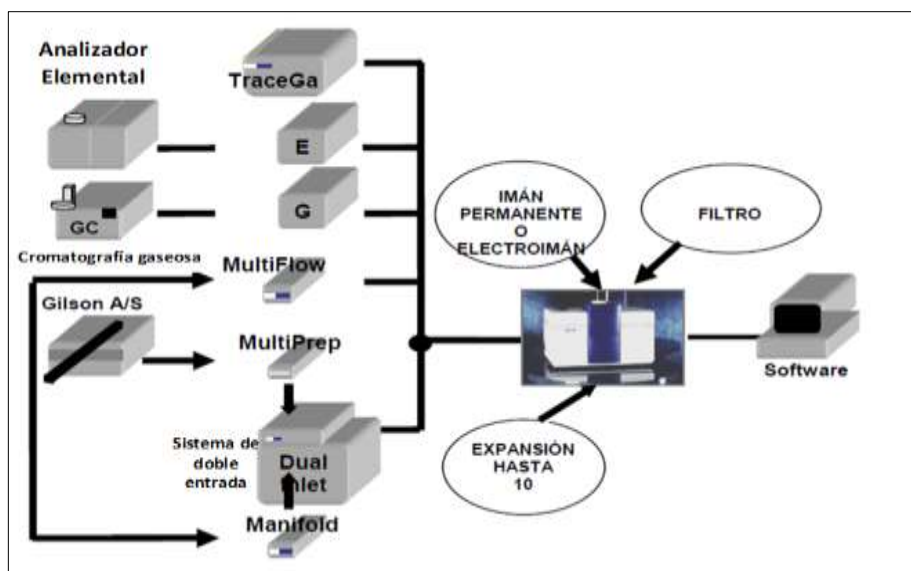 Analizador
Elemental
TraceGa
E
G
GC
Cromatografía gaseosa
MultiFlow
Gilson A/S
MultiPrep
Sistema de
doble
entrada
Dual
Inlet
Manifold
IMÁN
PERMANENTE
O
ELECTROIMÁN
FILTRO
EXPANSIÓN
HASTA
10
Software